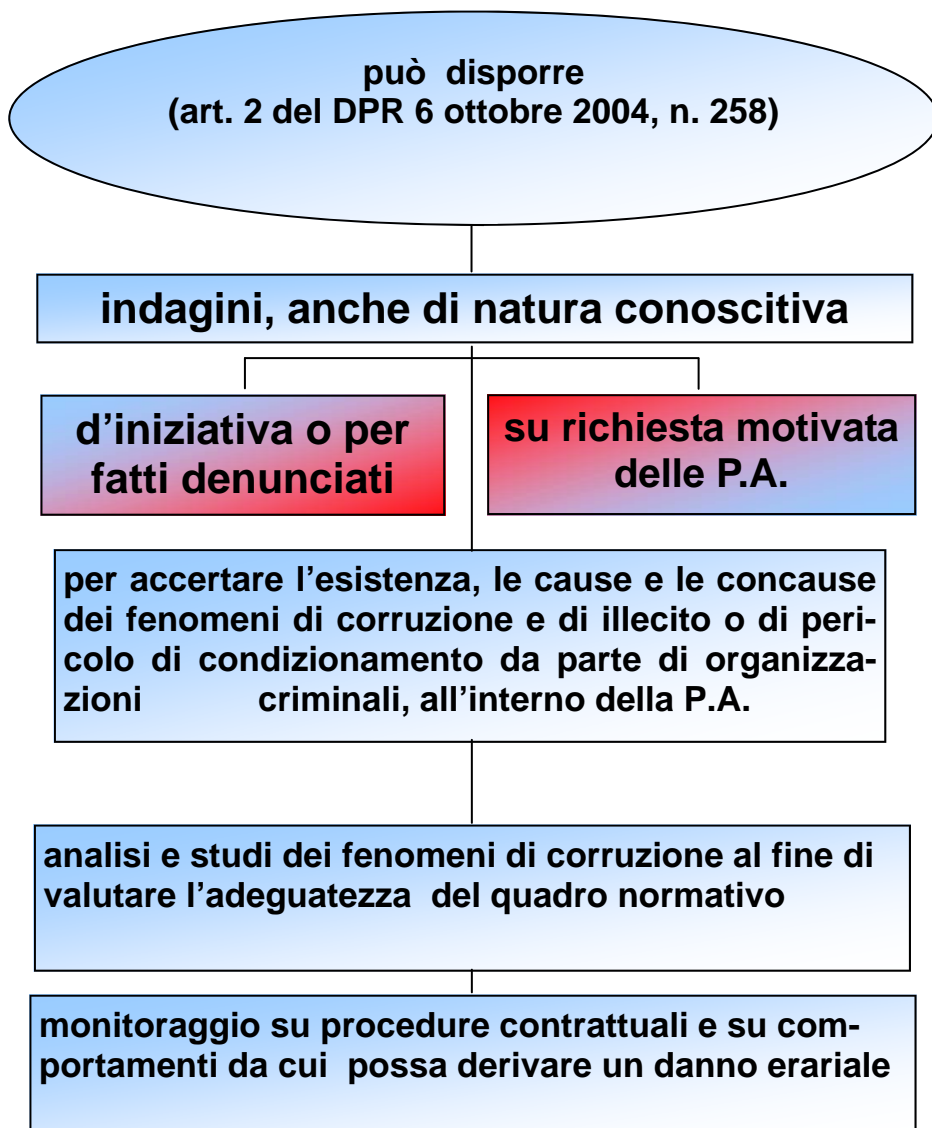 può disporre
(art. 2 del DPR 6 ottobre 2004, n. 258)
indagini, anche di natura conoscitiva
d’iniziativa o per
fatti denunciati
su richiesta motivata
delle P.A.
per accertare l’esistenza, le cause e le concause
dei fenomeni di corruzione e di illecito o di peri-
colo di condizionamento da parte di organizza-
zioni criminali, all’interno della P.A.
analisi e studi dei fenomeni di corruzione al fine di
valutare l’adeguatezza del quadro normativo
monitoraggio su procedure contrattuali e su com-
portamenti da cui possa derivare un danno erariale